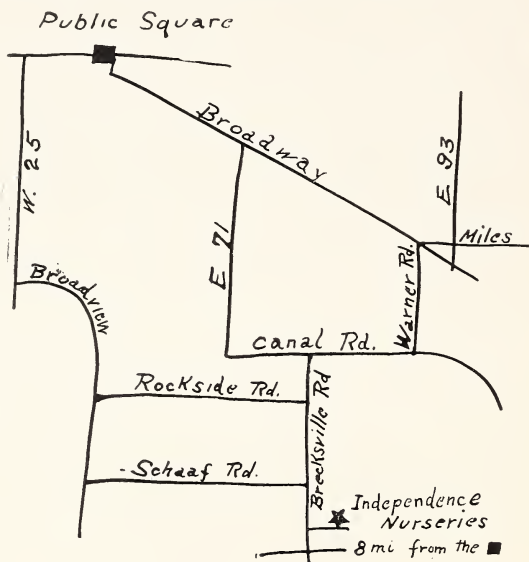 Public Square
Broadway
W. 25
E 93
E 71
Miles
Broadview
Warner Rd.
Canal Rd.
Rockside Rd.
Brecksville Rd
Schaaf Rd.
Independence
Nurseries
8 mi from the